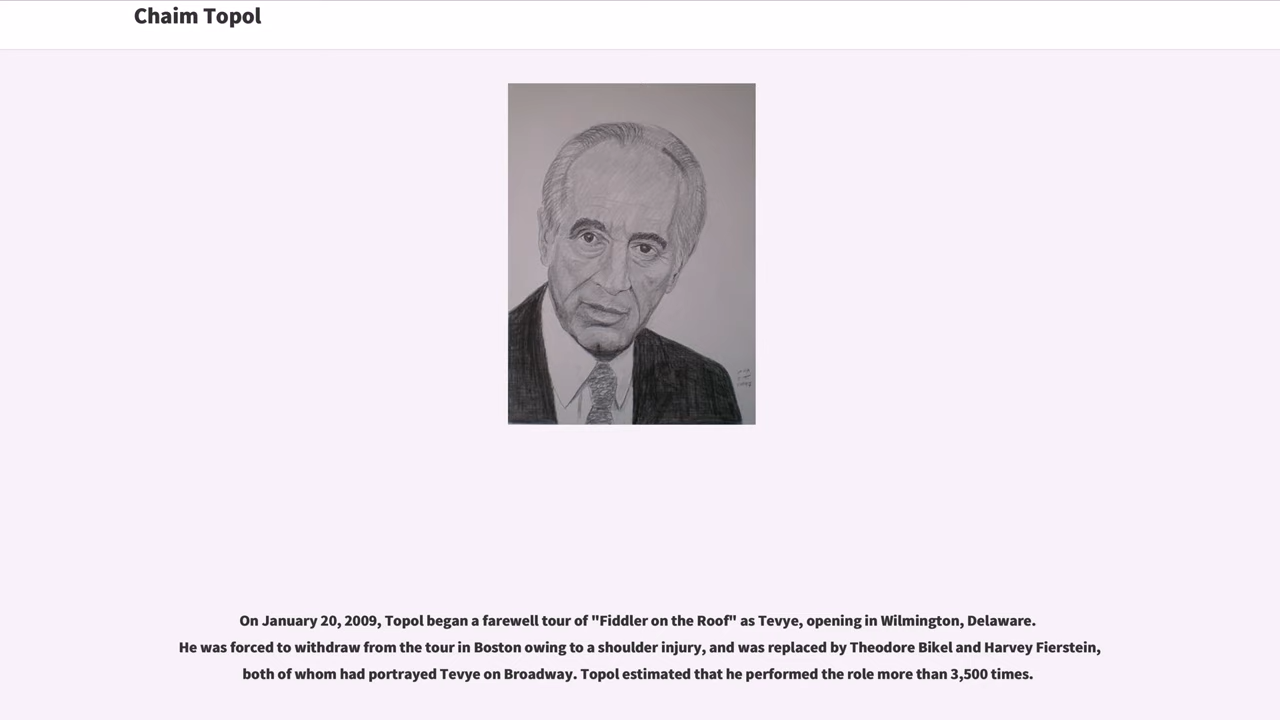 Chaim Topol
On January 20, 2009, Topol began a farewell tour of "Fiddler on the Roof" as Tevye, opening in Wilmington, Delaware.
He was forced to withdraw from the tour in Boston owing to a shoulder injury, and was replaced by Theodore Bikel and Harvey Fierstein,
both of whom had portrayed Tevye on Broadway. Topol estimated that he performed the role more than 3,500 times.